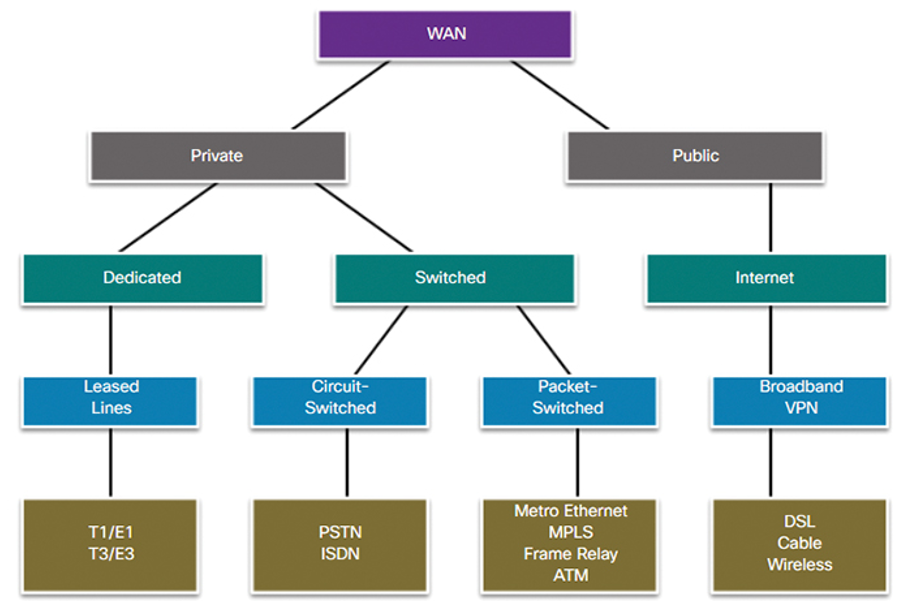 WAN
Private
Public
Dedicated
Switched
Internet
Leased
Lines
Circuit-
Switched
Packet-
Switched
Broadband
VPN
T1/E1
T3/E3
PSTN
ISDN
Metro Ethernet
MPLS
Frame Relay
ATM
DSL
Cable
Wireless